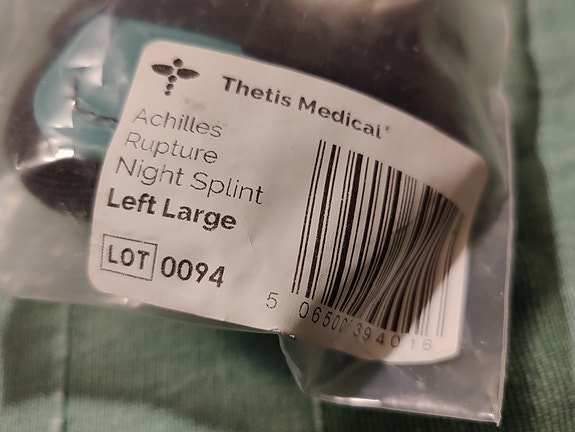 Thetis Medical®
Achilles
Rupture
Night Splint
Left Large
LOT 0094